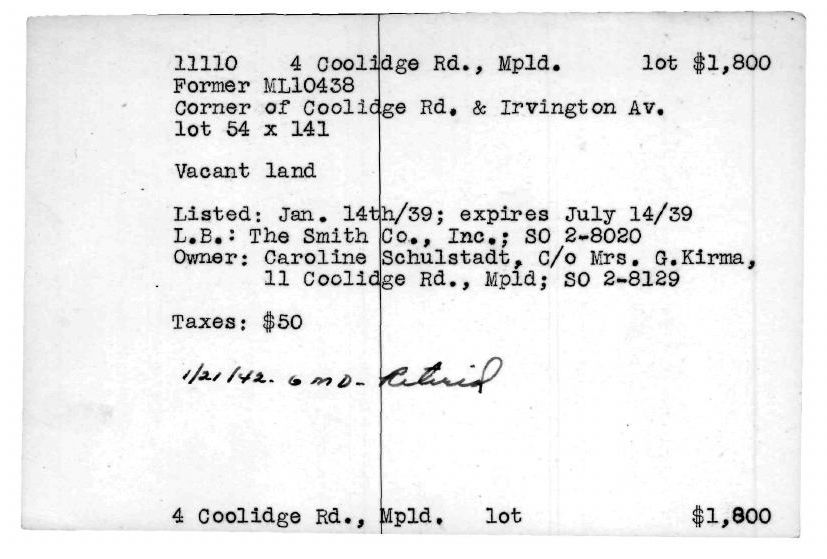 11110 4 Coolidge Rd., Mpld. lot $1,800
Former ML10438
Corner of Coolidge Rd. & Irvington Av.
lot 54 x 141
Vacant land
Listed: Jan. 14th/39; expires July 14/39
L.B.: The Smith Co., Inc.; SO 2-8020
Owner: Caroline Schulstadt, C/o Mrs. G.Kirma,
11 Coolidge Rd., Mpld; SO 2-8129
Taxes: $50
1/21/42. 6 mo-
4 Coolidge Rd., Mpld. lot $1,800